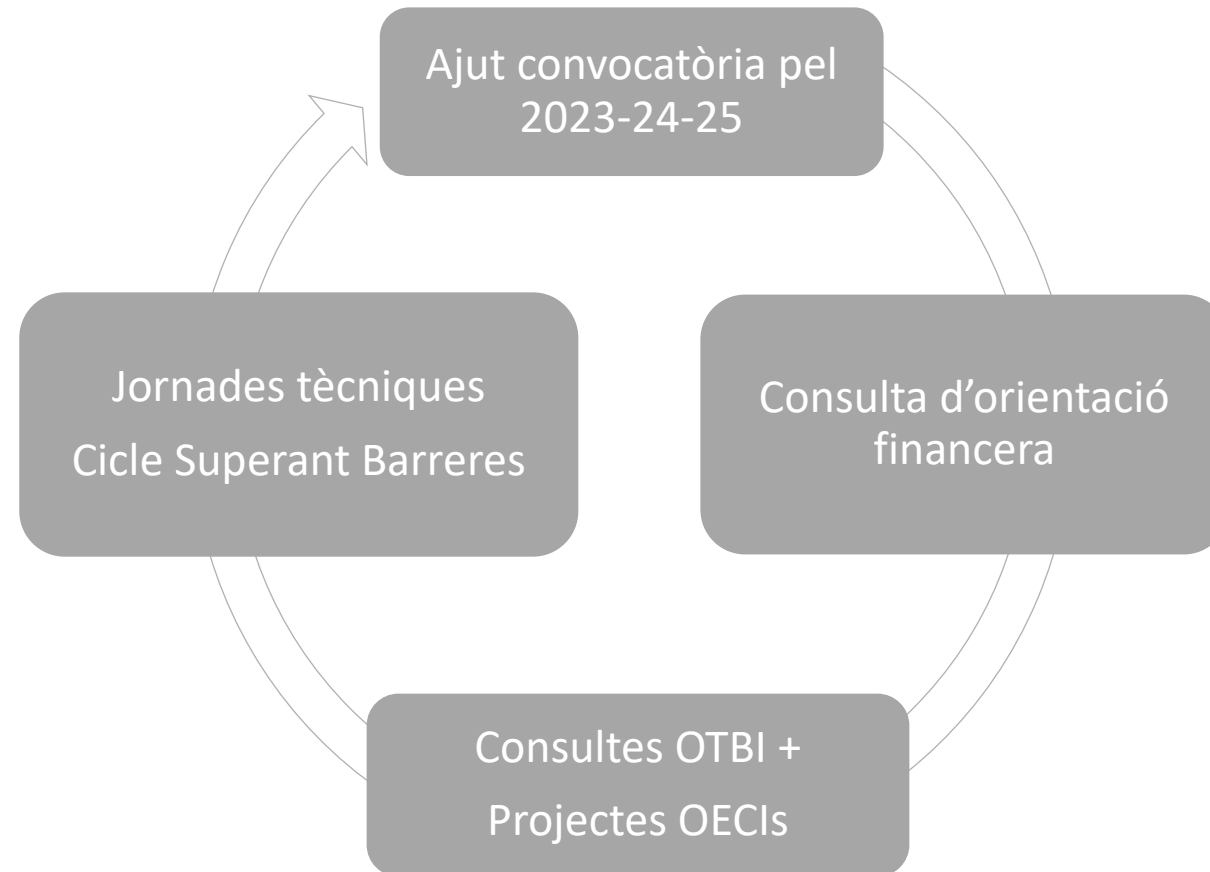 Ajut convocatòria pel
2023-24-25
Consulta d’orientació
financera
Consultes OTBI +
Projectes OECIs
Jornades tècniques
Cicle Superant Barreres